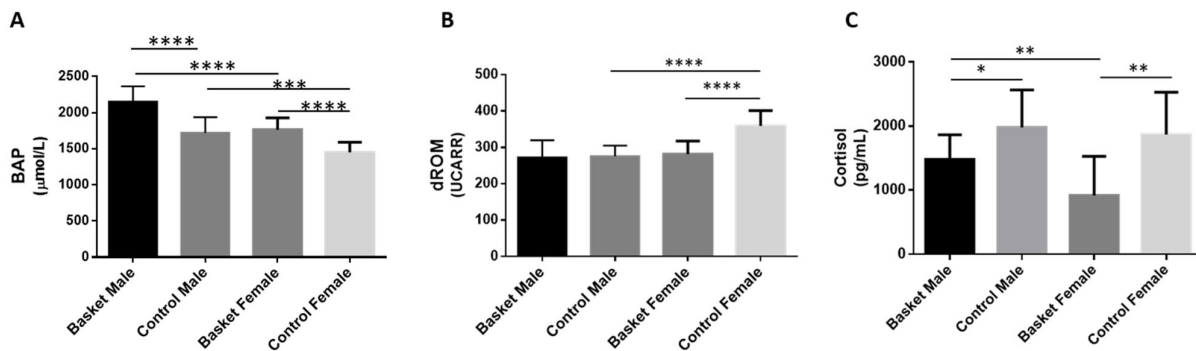 A
****
****
***
****
2500
2000
1500
1000
500
0
BAP
(μmol/L)
Basket Male
Control Male
Basket Female
Control Female
B
****
****
500
400
300
200
100
0
dROM
(UCARR)
Basket Male
Control Male
Basket Female
Control Female
C
**
*
**
3000
2000
1000
0
Cortisol
(pg/mL)
Basket Male
Control Male
Basket Female
Control Female